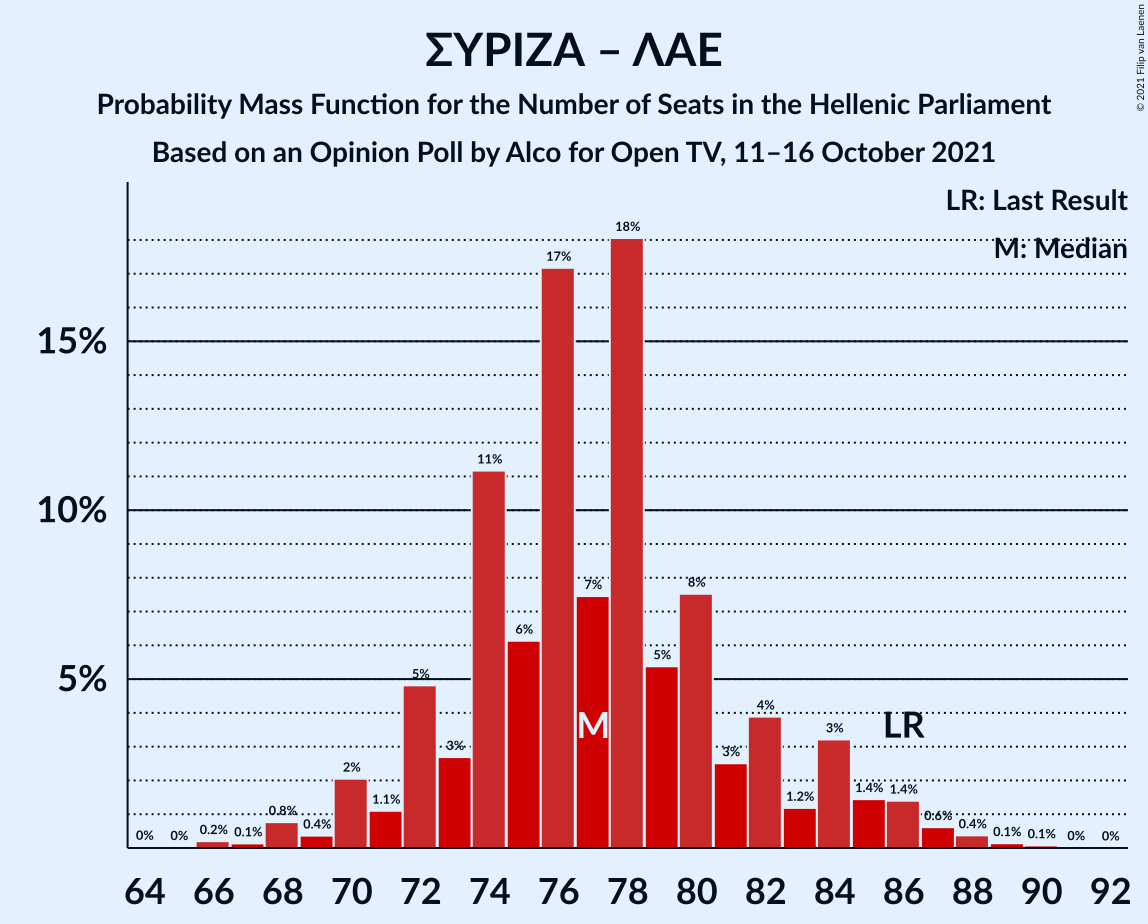 ΣΥΡΙΖΑ – ΛΑΕ
Probability Mass Function for the Number of Seats in the Hellenic Parliament
Based on an Opinion Poll by Alco for Open TV, 11–16 October 2021
© 2021 Filip van Laenen
LR: Last Result
M: Median
15%
10%
5%
0% 0% 0.2% 0.1% 0.8% 0.4% 2% 1.1% 5% 3% 11% 6% 17% 7% 18% 5% 8% 3% 4% 1.2% 3% 1.4% 1.4% 0.6% 0.4% 0.1% 0.1% 0% 0%
M
LR
64 66 68 70 72 74 76 78 80 82 84 86 88 90 92